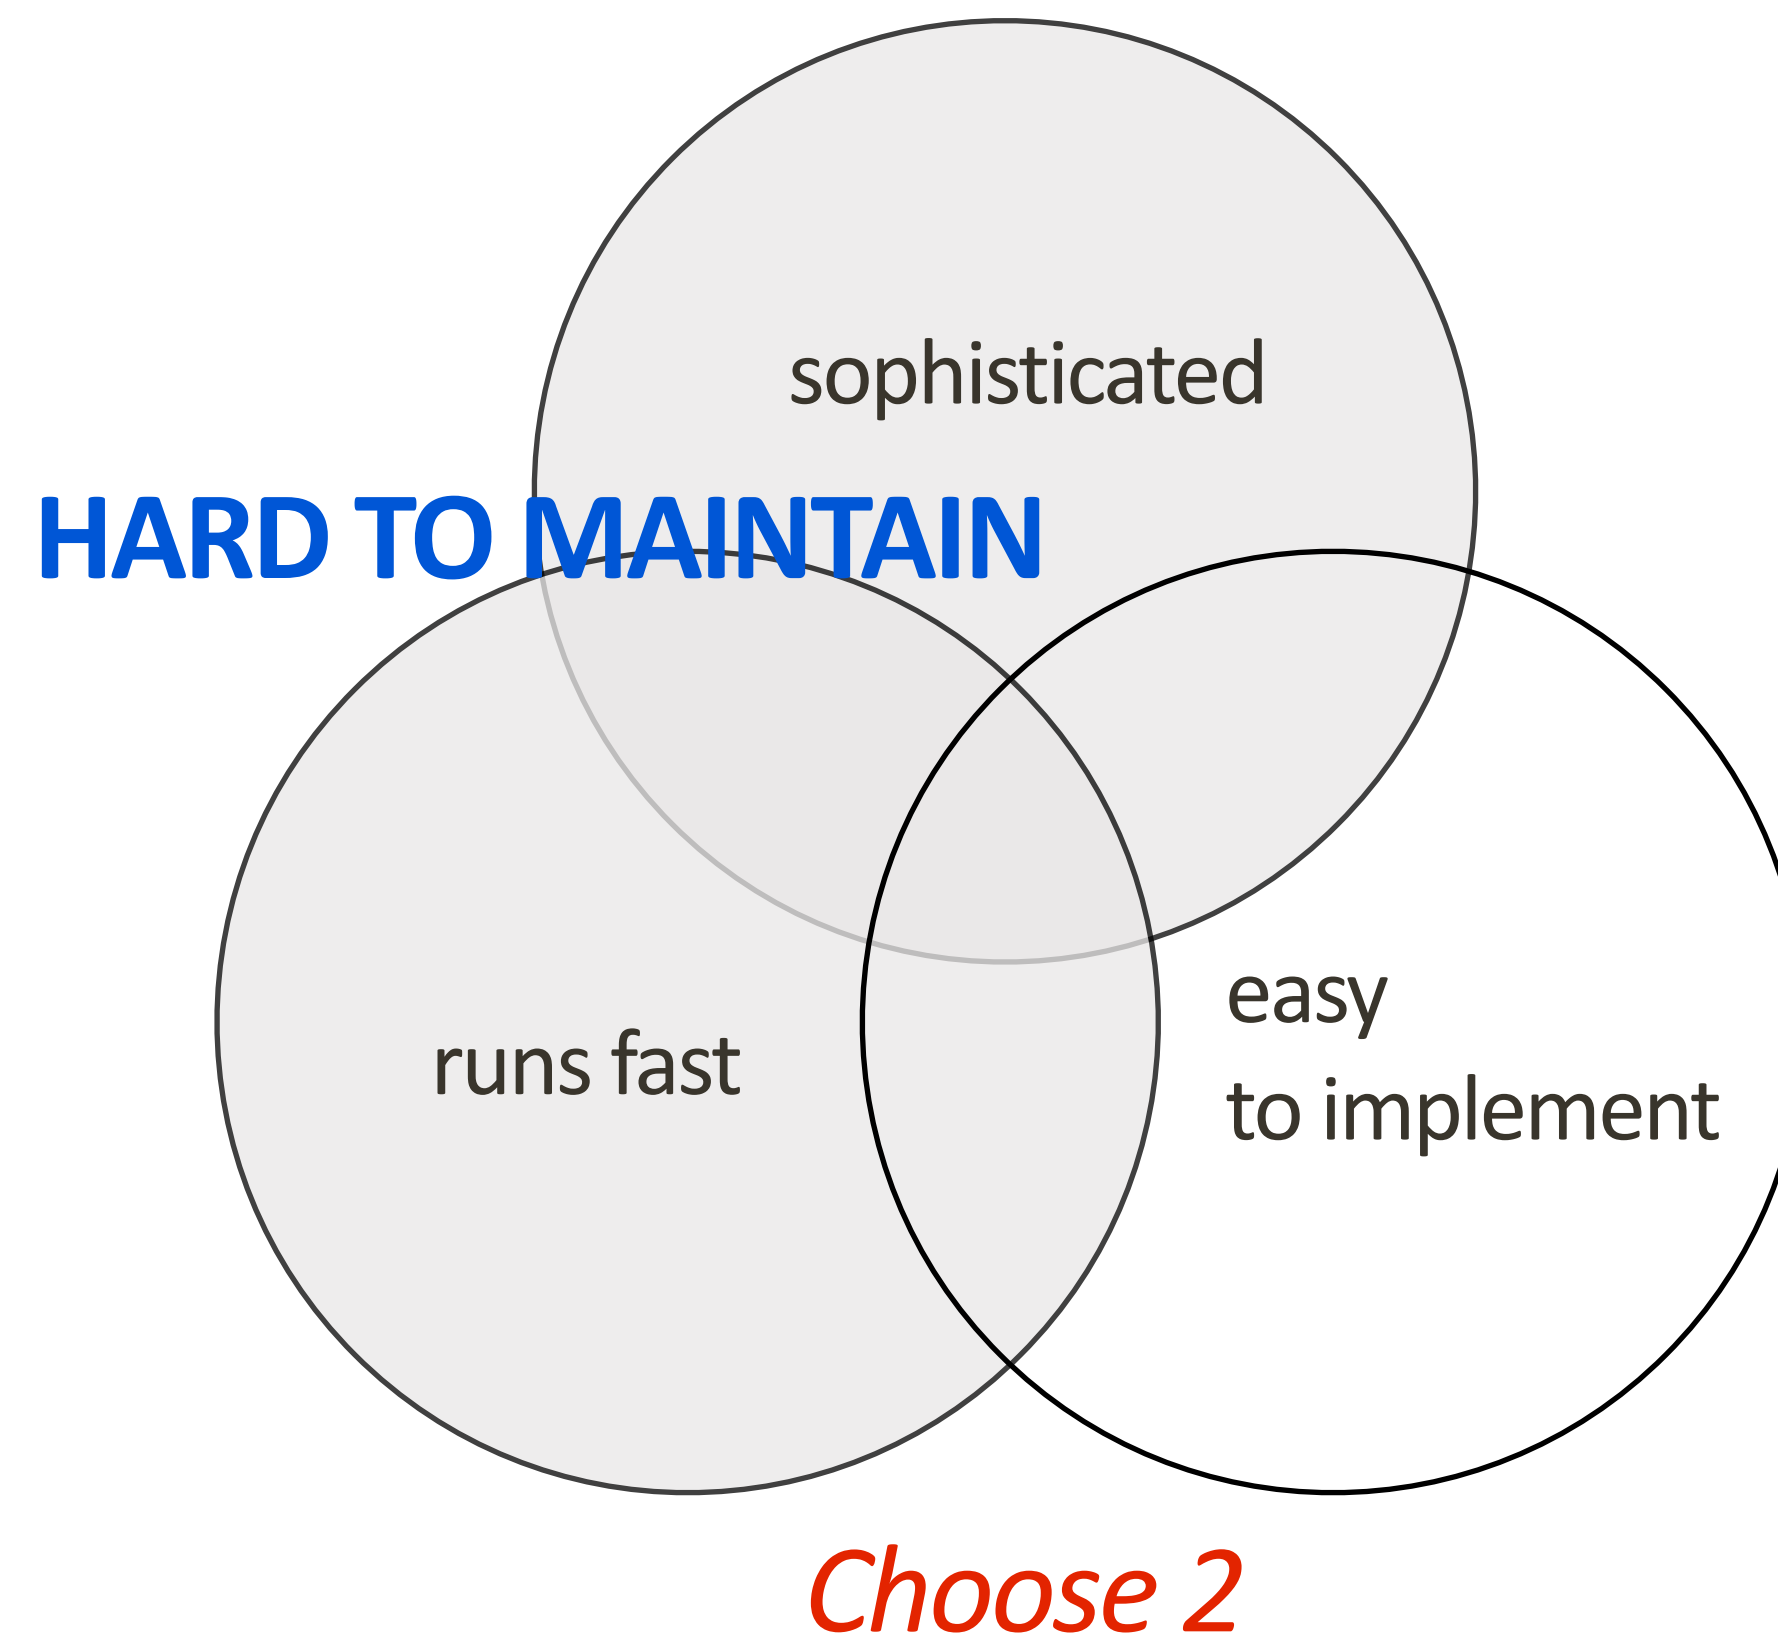 sophisticated
HARD TO MAINTAIN
runs fast
easy
to implement
Choose 2